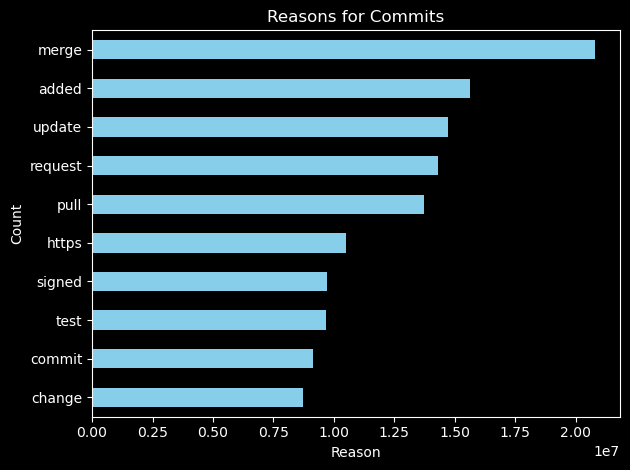 Reasons for Commits
merge
added
update
request
pull
https
signed
test
commit
change
Count
0.00 0.25 0.50 0.75 1.00 1.25 1.50 1.75 2.00
1e7
Reason